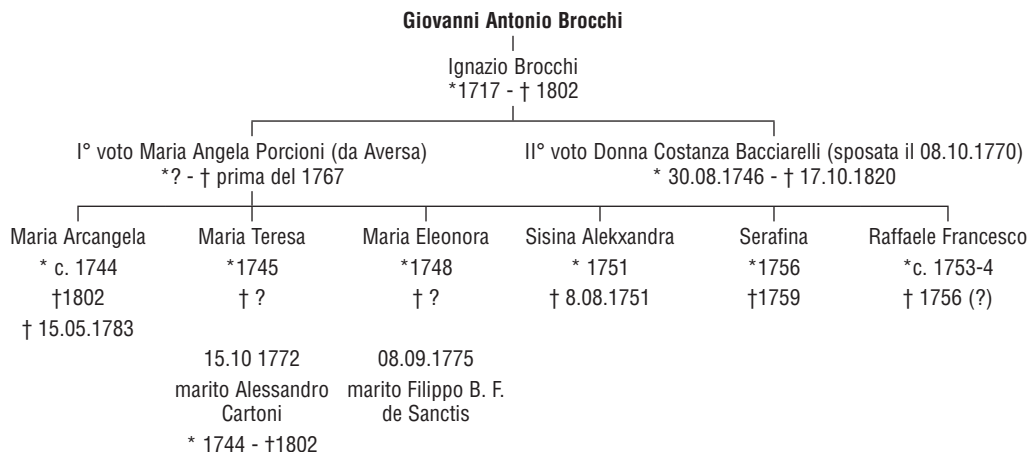 Giovanni Antonio Brocchi
Ignazio Brocchi
*1717 - † 1802
I° voto Maria Angela Porcioni (da Aversa)
*? - † prima del 1767
II° voto Donna Costanza Bacciarelli (sposata il 08.10.1770)
* 30.08.1746 - † 17.10.1820
Maria Arcangela
* c. 1744
†1802
† 15.05.1783
Maria Teresa
*1745
† ?
15.10 1772
marito Alessandro
Cartoni
* 1744 - †1802
Maria Eleonora
*1748
† ?
08.09.1775
marito Filippo B. F.
de Sanctis
Sisina Alekxandra
* 1751
† 8.08.1751
Serafina
*1756
†1759
Raffaele Francesco
*c. 1753-4
† 1756 (?)